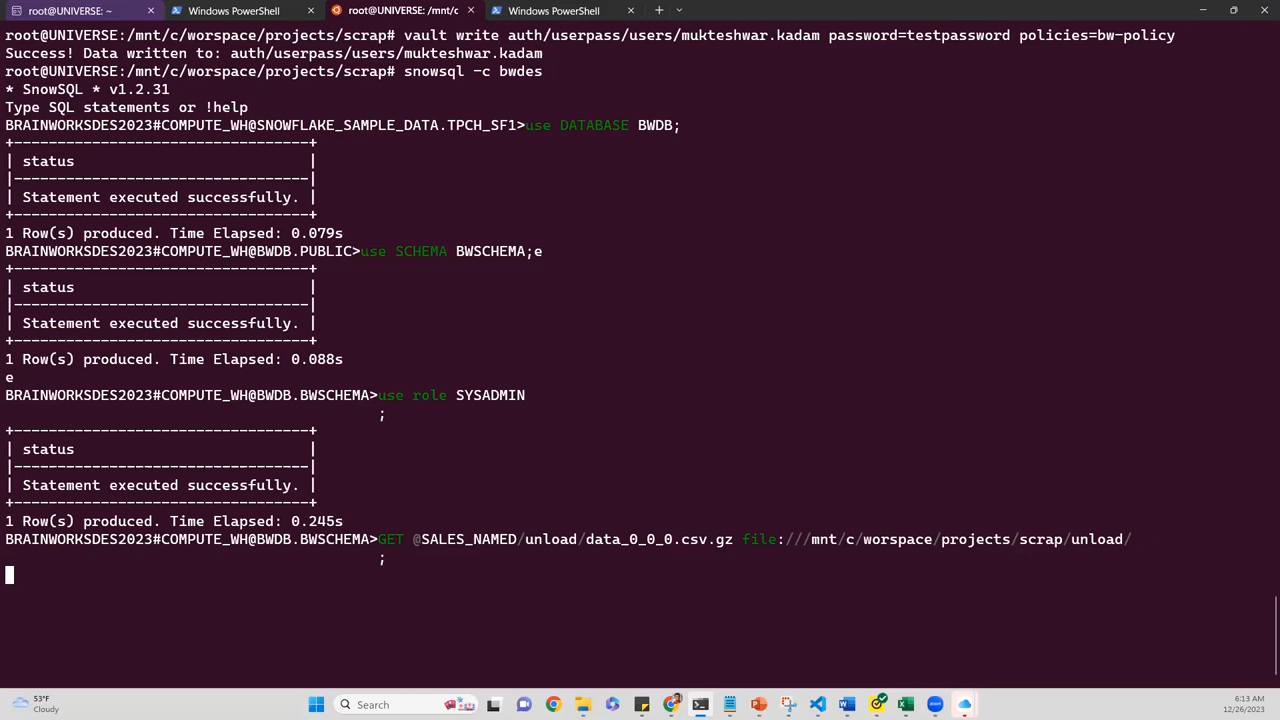 root@UNIVERSE: ~
Windows PowerShell
root@UNIVERSE: /mnt/c
Windows PowerShell
root@UNIVERSE:/mnt/c/worspace/projects/scrap# vault write auth/userpass/users/mukteshwar.kadam password=testpassword policies=bw-policy
Success! Data written to: auth/userpass/users/mukteshwar.kadam
root@UNIVERSE:/mnt/c/worspace/projects/scrap# snowsql -c bwdes
* SnowSQL * v1.2.31
Type SQL statements or !help
BRAINWORKSDES2023#COMPUTE_WH@SNOWFLAKE_SAMPLE_DATA.TPCH_SF1>use DATABASE BWDB;
+----------------------------------+
| status                           |
|----------------------------------|
| Statement executed successfully. |
+----------------------------------+
1 Row(s) produced. Time Elapsed: 0.079s
BRAINWORKSDES2023#COMPUTE_WH@BWDB.PUBLIC>use SCHEMA BWSCHEMA;e
+----------------------------------+
| status                           |
|----------------------------------|
| Statement executed successfully. |
+----------------------------------+
1 Row(s) produced. Time Elapsed: 0.088s
e
BRAINWORKSDES2023#COMPUTE_WH@BWDB.BWSCHEMA>use role SYSADMIN
;
+----------------------------------+
| status                           |
|----------------------------------|
| Statement executed successfully. |
+----------------------------------+
1 Row(s) produced. Time Elapsed: 0.245s
BRAINWORKSDES2023#COMPUTE_WH@BWDB.BWSCHEMA>GET @SALES_NAMED/unload/data_0_0_0.csv.gz file:///mnt/c/worspace/projects/scrap/unload/
;
53°F
Cloudy
Search
6:13 AM
12/26/2023